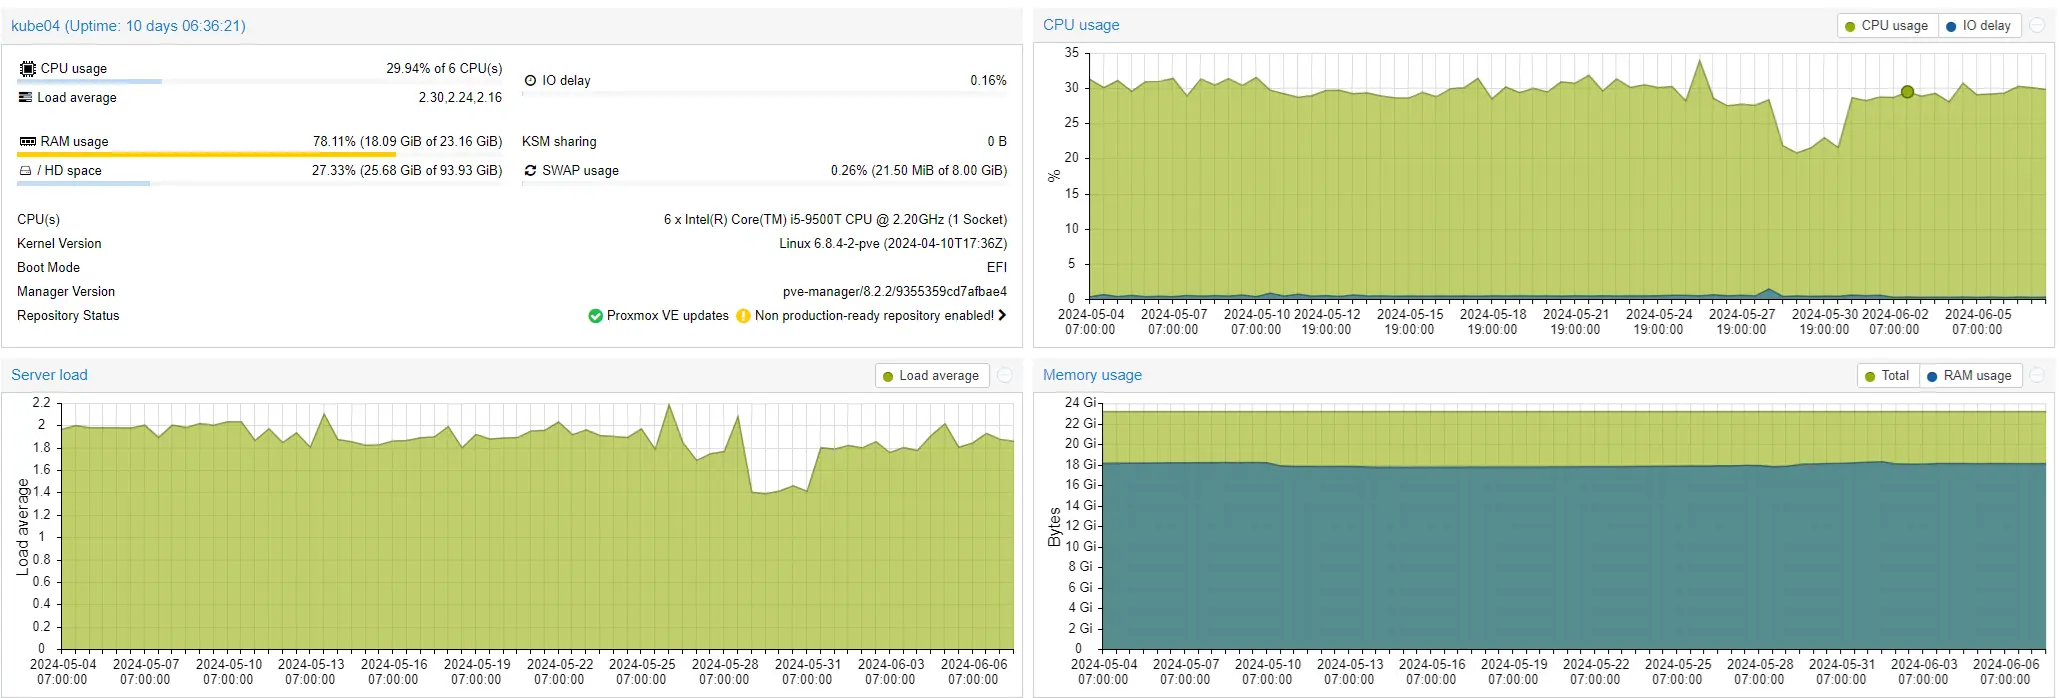 kube04 (Uptime: 10 days 06:36:21)
CPU usage 29.94% of 6 CPU(s)
IO delay 0.16%
Load average 2.30,2.24,2.16
RAM usage 78.11% (18.09 GiB of 23.16 GiB)
KSM sharing 0 B
/ HD space 27.33% (25.68 GiB of 93.93 GiB)
SWAP usage 0.26% (21.50 MiB of 8.00 GiB)
CPU(s) 6 x Intel(R) Core(TM) i5-9500T CPU @ 2.20GHz (1 Socket)
Kernel Version Linux 6.8.4-2-pve (2024-04-10T17:36Z)
Boot Mode EFI
Manager Version pve-manager/8.2.2/9355359cd7afbae4
Repository Status Proxmox VE updates Non production-ready repository enabled!
CPU usage
CPU usage IO delay
35
30
25
20
15
10
5
0
%
2024-05-04 2024-05-07 2024-05-10 2024-05-12 2024-05-15 2024-05-18 2024-05-21 2024-05-24 2024-05-27 2024-05-30 2024-06-02 2024-06-05
07:00:00 07:00:00 07:00:00 19:00:00 19:00:00 19:00:00 19:00:00 19:00:00 19:00:00 19:00:00 07:00:00 07:00:00
Server load
Load average
2.2
2
1.8
1.6
1.4
1.2
1
0.8
0.6
0.4
0.2
0
Load average
2024-05-04 2024-05-07 2024-05-10 2024-05-13 2024-05-16 2024-05-19 2024-05-22 2024-05-25 2024-05-28 2024-05-31 2024-06-03 2024-06-06
07:00:00 07:00:00 07:00:00 07:00:00 07:00:00 07:00:00 07:00:00 07:00:00 07:00:00 07:00:00 07:00:00 07:00:00
Memory usage
Total RAM usage
24 Gi
22 Gi
20 Gi
18 Gi
16 Gi
14 Gi
12 Gi
10 Gi
8 Gi
6 Gi
4 Gi
2 Gi
0
Bytes
2024-05-04 2024-05-07 2024-05-10 2024-05-13 2024-05-16 2024-05-19 2024-05-22 2024-05-25 2024-05-28 2024-05-31 2024-06-03 2024-06-06
07:00:00 07:00:00 07:00:00 07:00:00 07:00:00 07:00:00 07:00:00 07:00:00 07:00:00 07:00:00 07:00:00 07:00:00